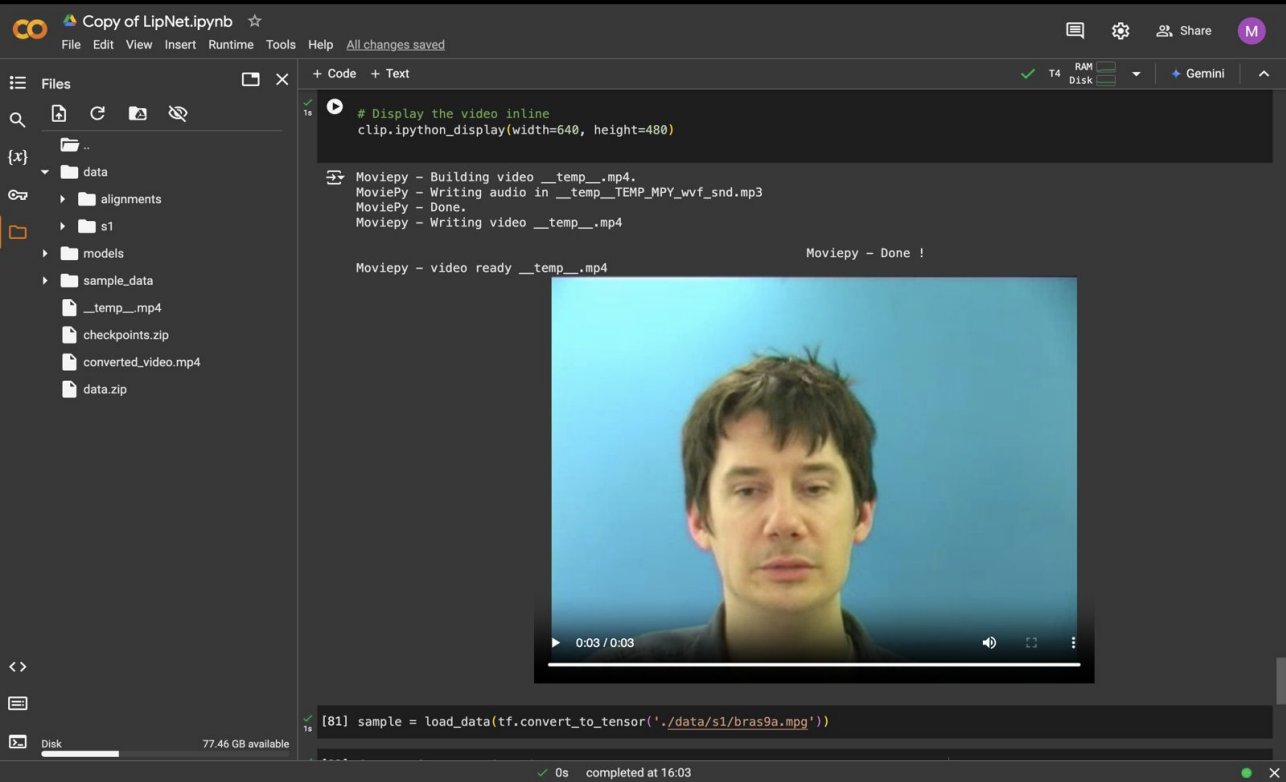 Copy of LipNet.ipynb
File Edit View Insert Runtime Tools Help All changes saved
Share
M
Files
+ Code + Text
T4 RAM Disk
Gemini
..
data
alignments
s1
models
sample_data
__temp__.mp4
checkpoints.zip
converted_video.mp4
data.zip
{x}
1s
# Display the video inline
clip.ipython_display(width=640, height=480)
Moviepy - Building video __temp__.mp4.
MoviePy - Writing audio in __temp__TEMP_MPY_wvf_snd.mp3
MoviePy - Done.
Moviepy - Writing video __temp__.mp4
Moviepy - Done !
Moviepy - video ready __temp__.mp4
0:03 / 0:03
1s
[81] sample = load_data(tf.convert_to_tensor('./data/s1/bras9a.mpg'))
Disk 77.46 GB available
0s completed at 16:03